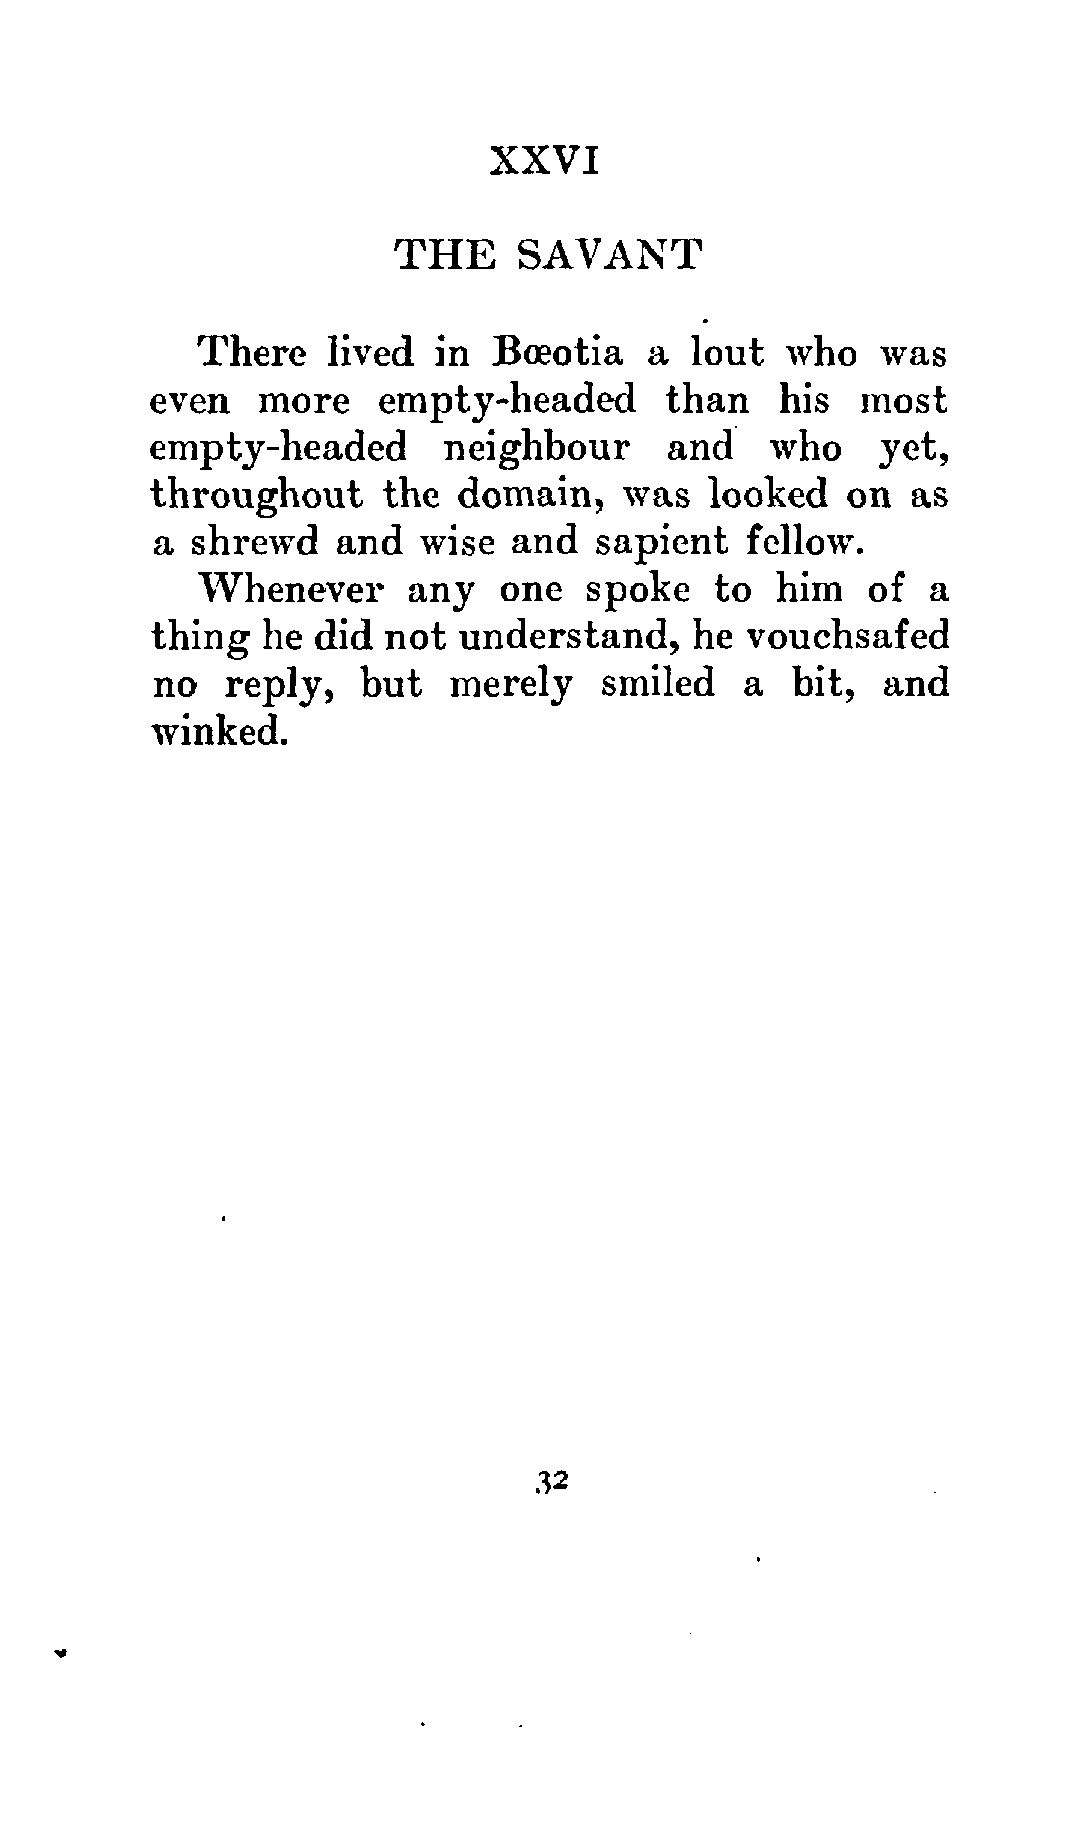 XXVI
THE SAVANT
There lived in Bœotia a lout who was
even more empty-headed than his most
empty-headed neighbour and who yet,
throughout the domain, was looked on as
a shrewd and wise and sapient fellow.
Whenever any one spoke to him of a
thing he did not understand, he vouchsafed
no reply, but merely smiled a bit, and
winked.
32